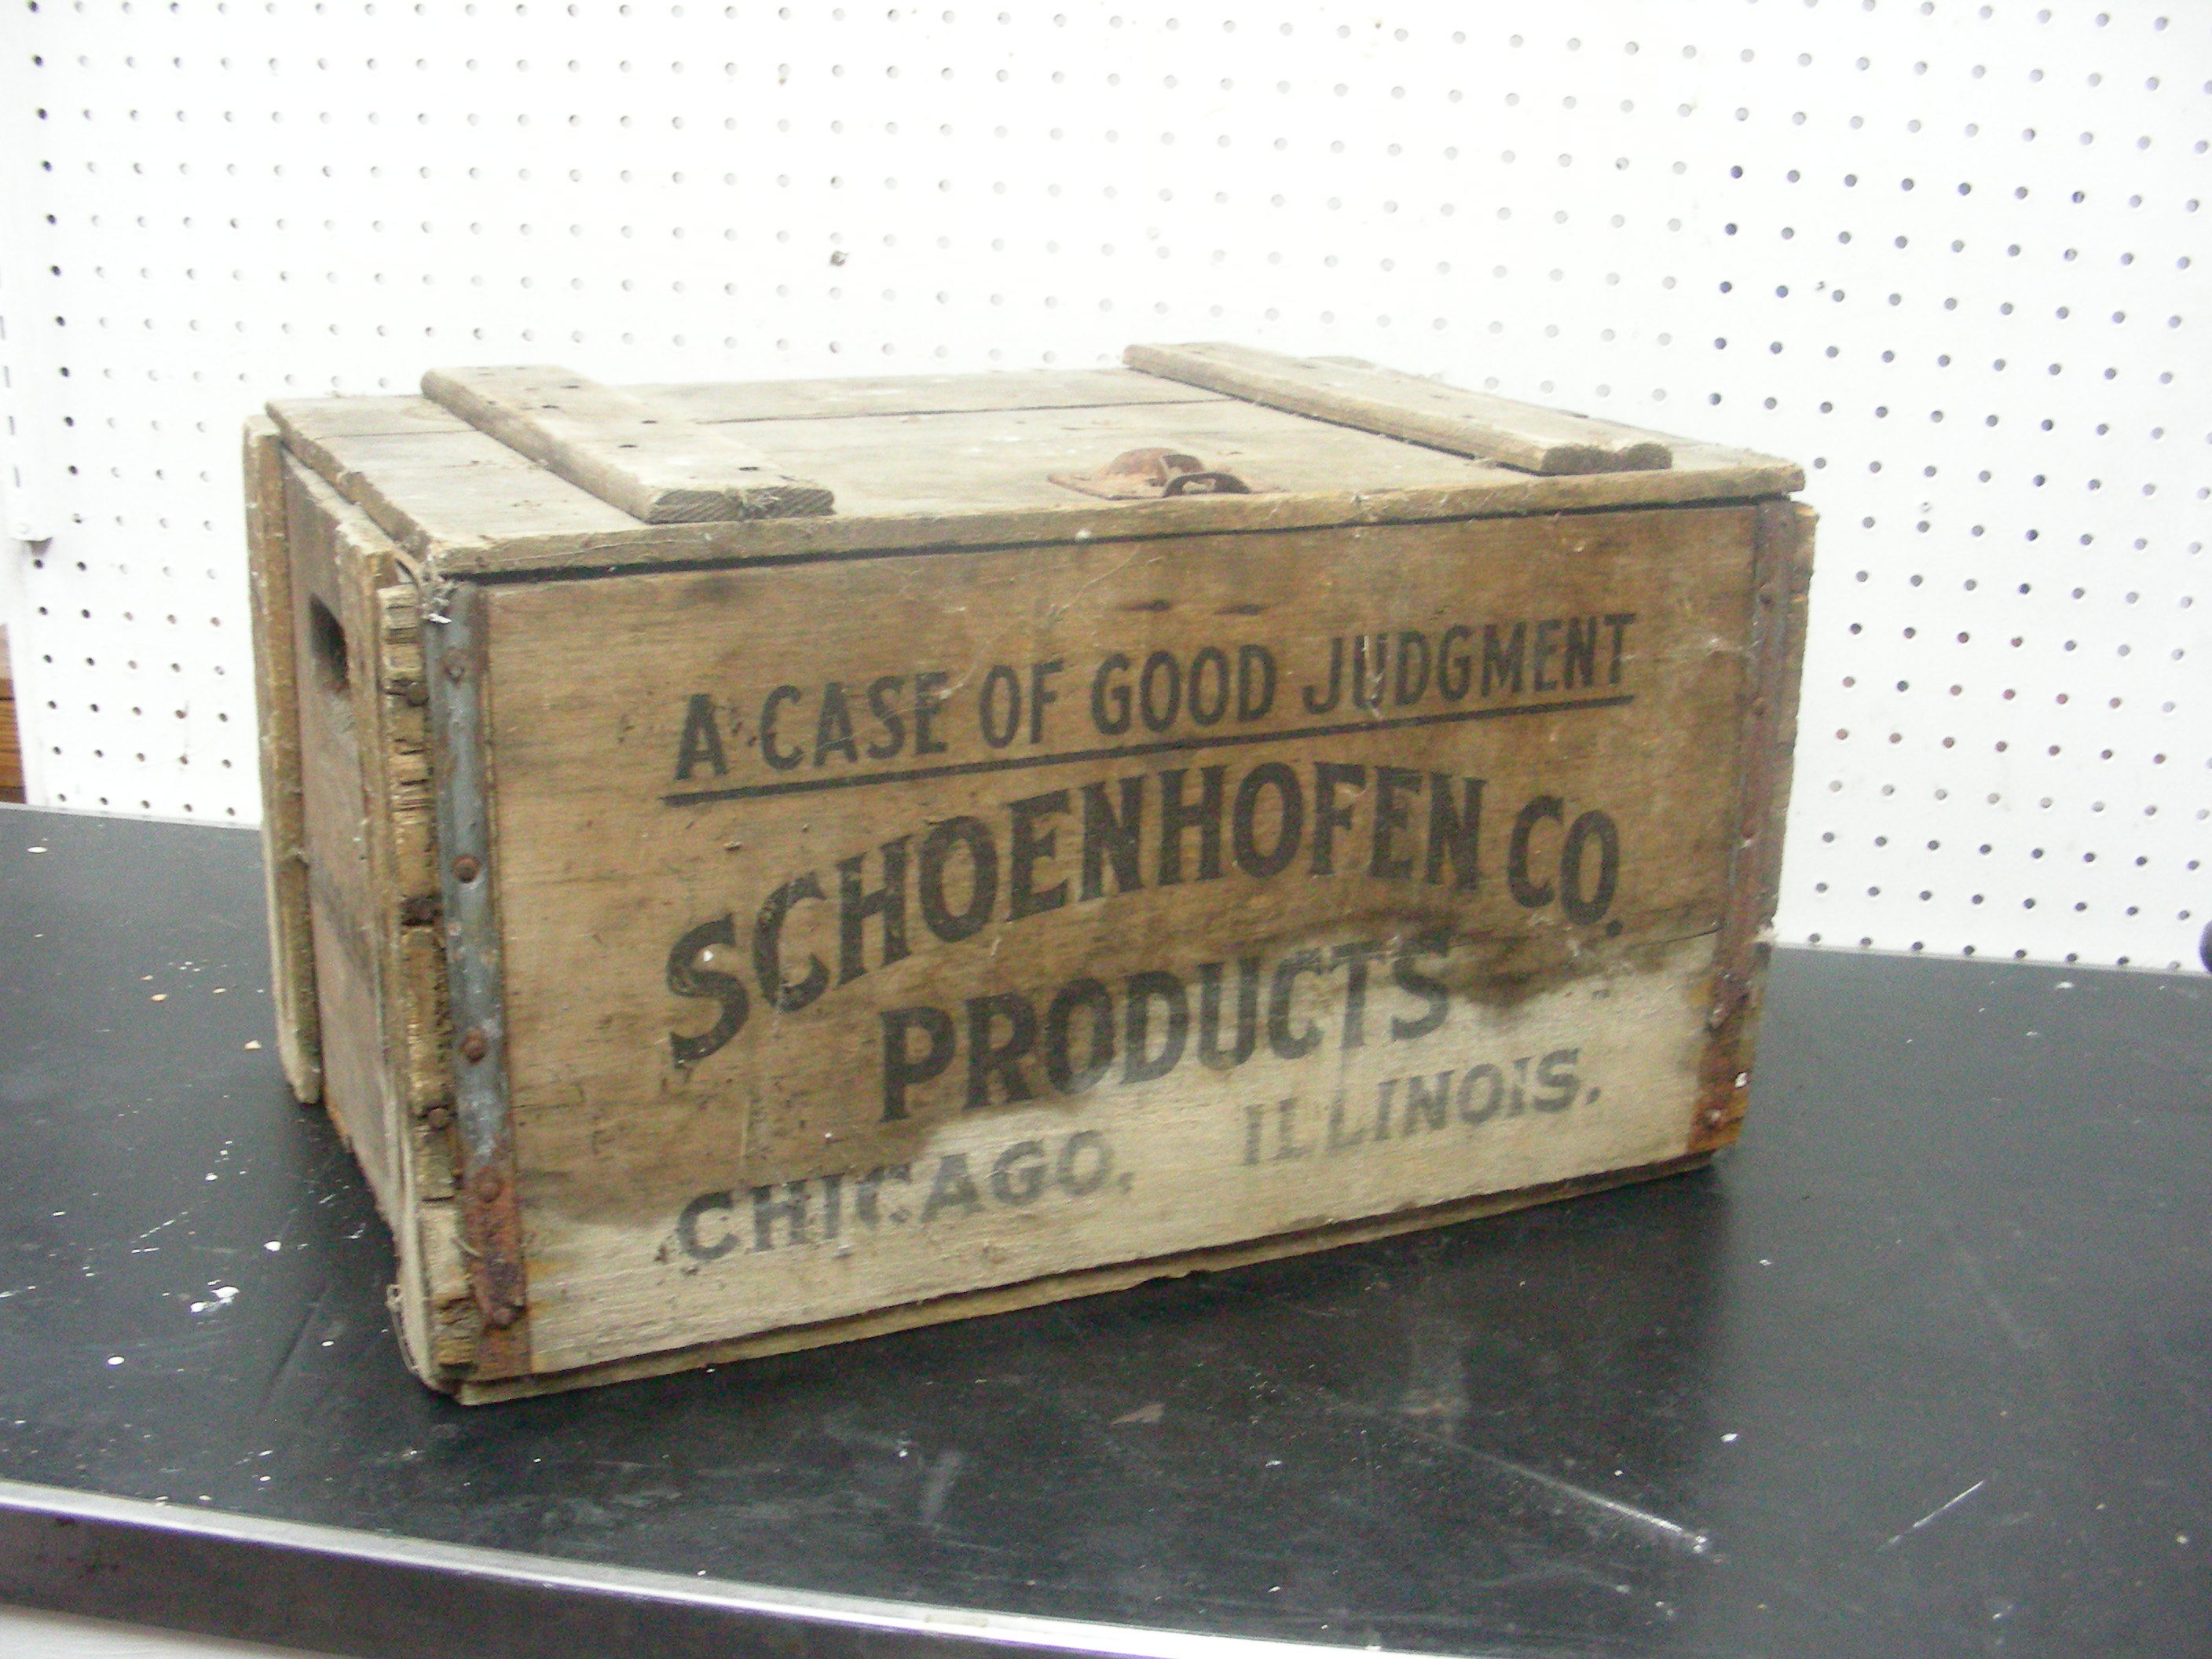 A CASE OF GOOD JUDGMENT
SCHOENHOFEN CO.
PRODUCTS
CHICAGO, ILLINOIS.